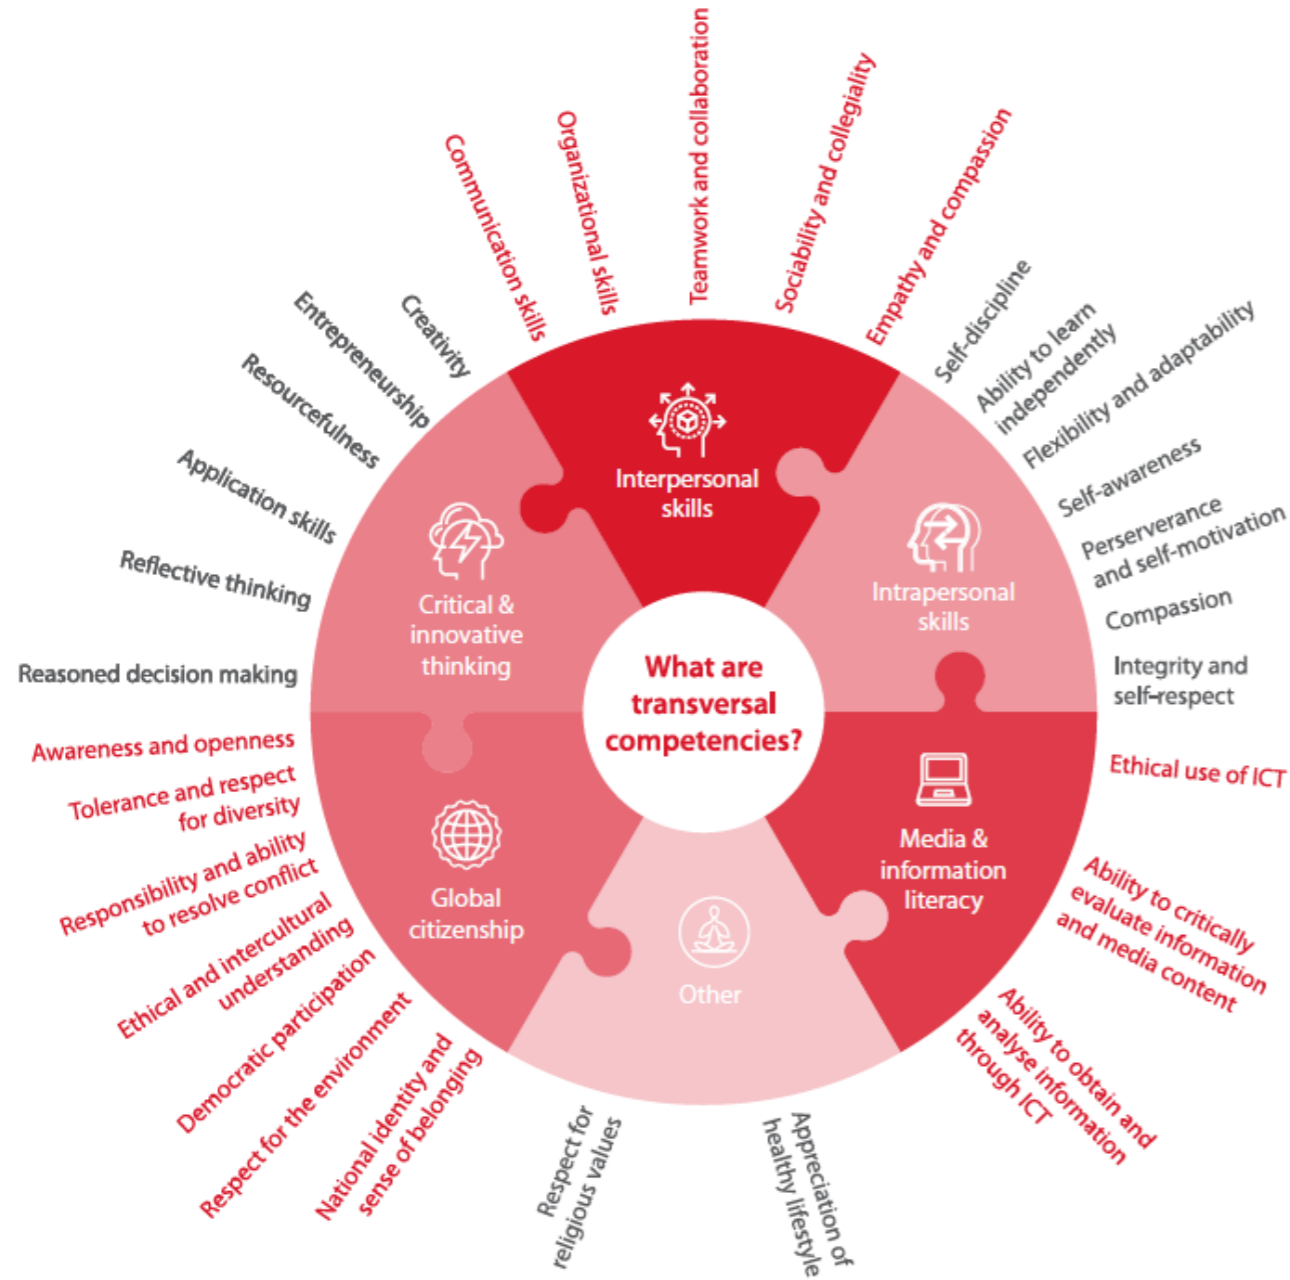 What are
transversal
competencies?
Interpersonal
skills
Communication skills
Organizational skills
Teamwork and collaboration
Sociability and collegiality
Empathy and compassion
Intrapersonal
skills
Self-discipline
Ability to learn
independently
Flexibility and adaptability
Self-awareness
Perserverance
and self-motivation
Compassion
Integrity and
self-respect
Media &
information
literacy
Ethical use of ICT
Ability to critically
evaluate information
and media content
Ability to obtain and
analyse information
through ICT
Other
Appreciation of
healthy lifestyle
Respect for
religious values
Global
citizenship
National identity and
sense of belonging
Respect for the environment
Democratic participation
Ethical and intercultural
understanding
Responsibility and ability
to resolve conflict
Tolerance and respect
for diversity
Awareness and openness
Critical &
innovative
thinking
Reasoned decision making
Reflective thinking
Application skills
Resourcefulness
Entrepreneurship
Creativity